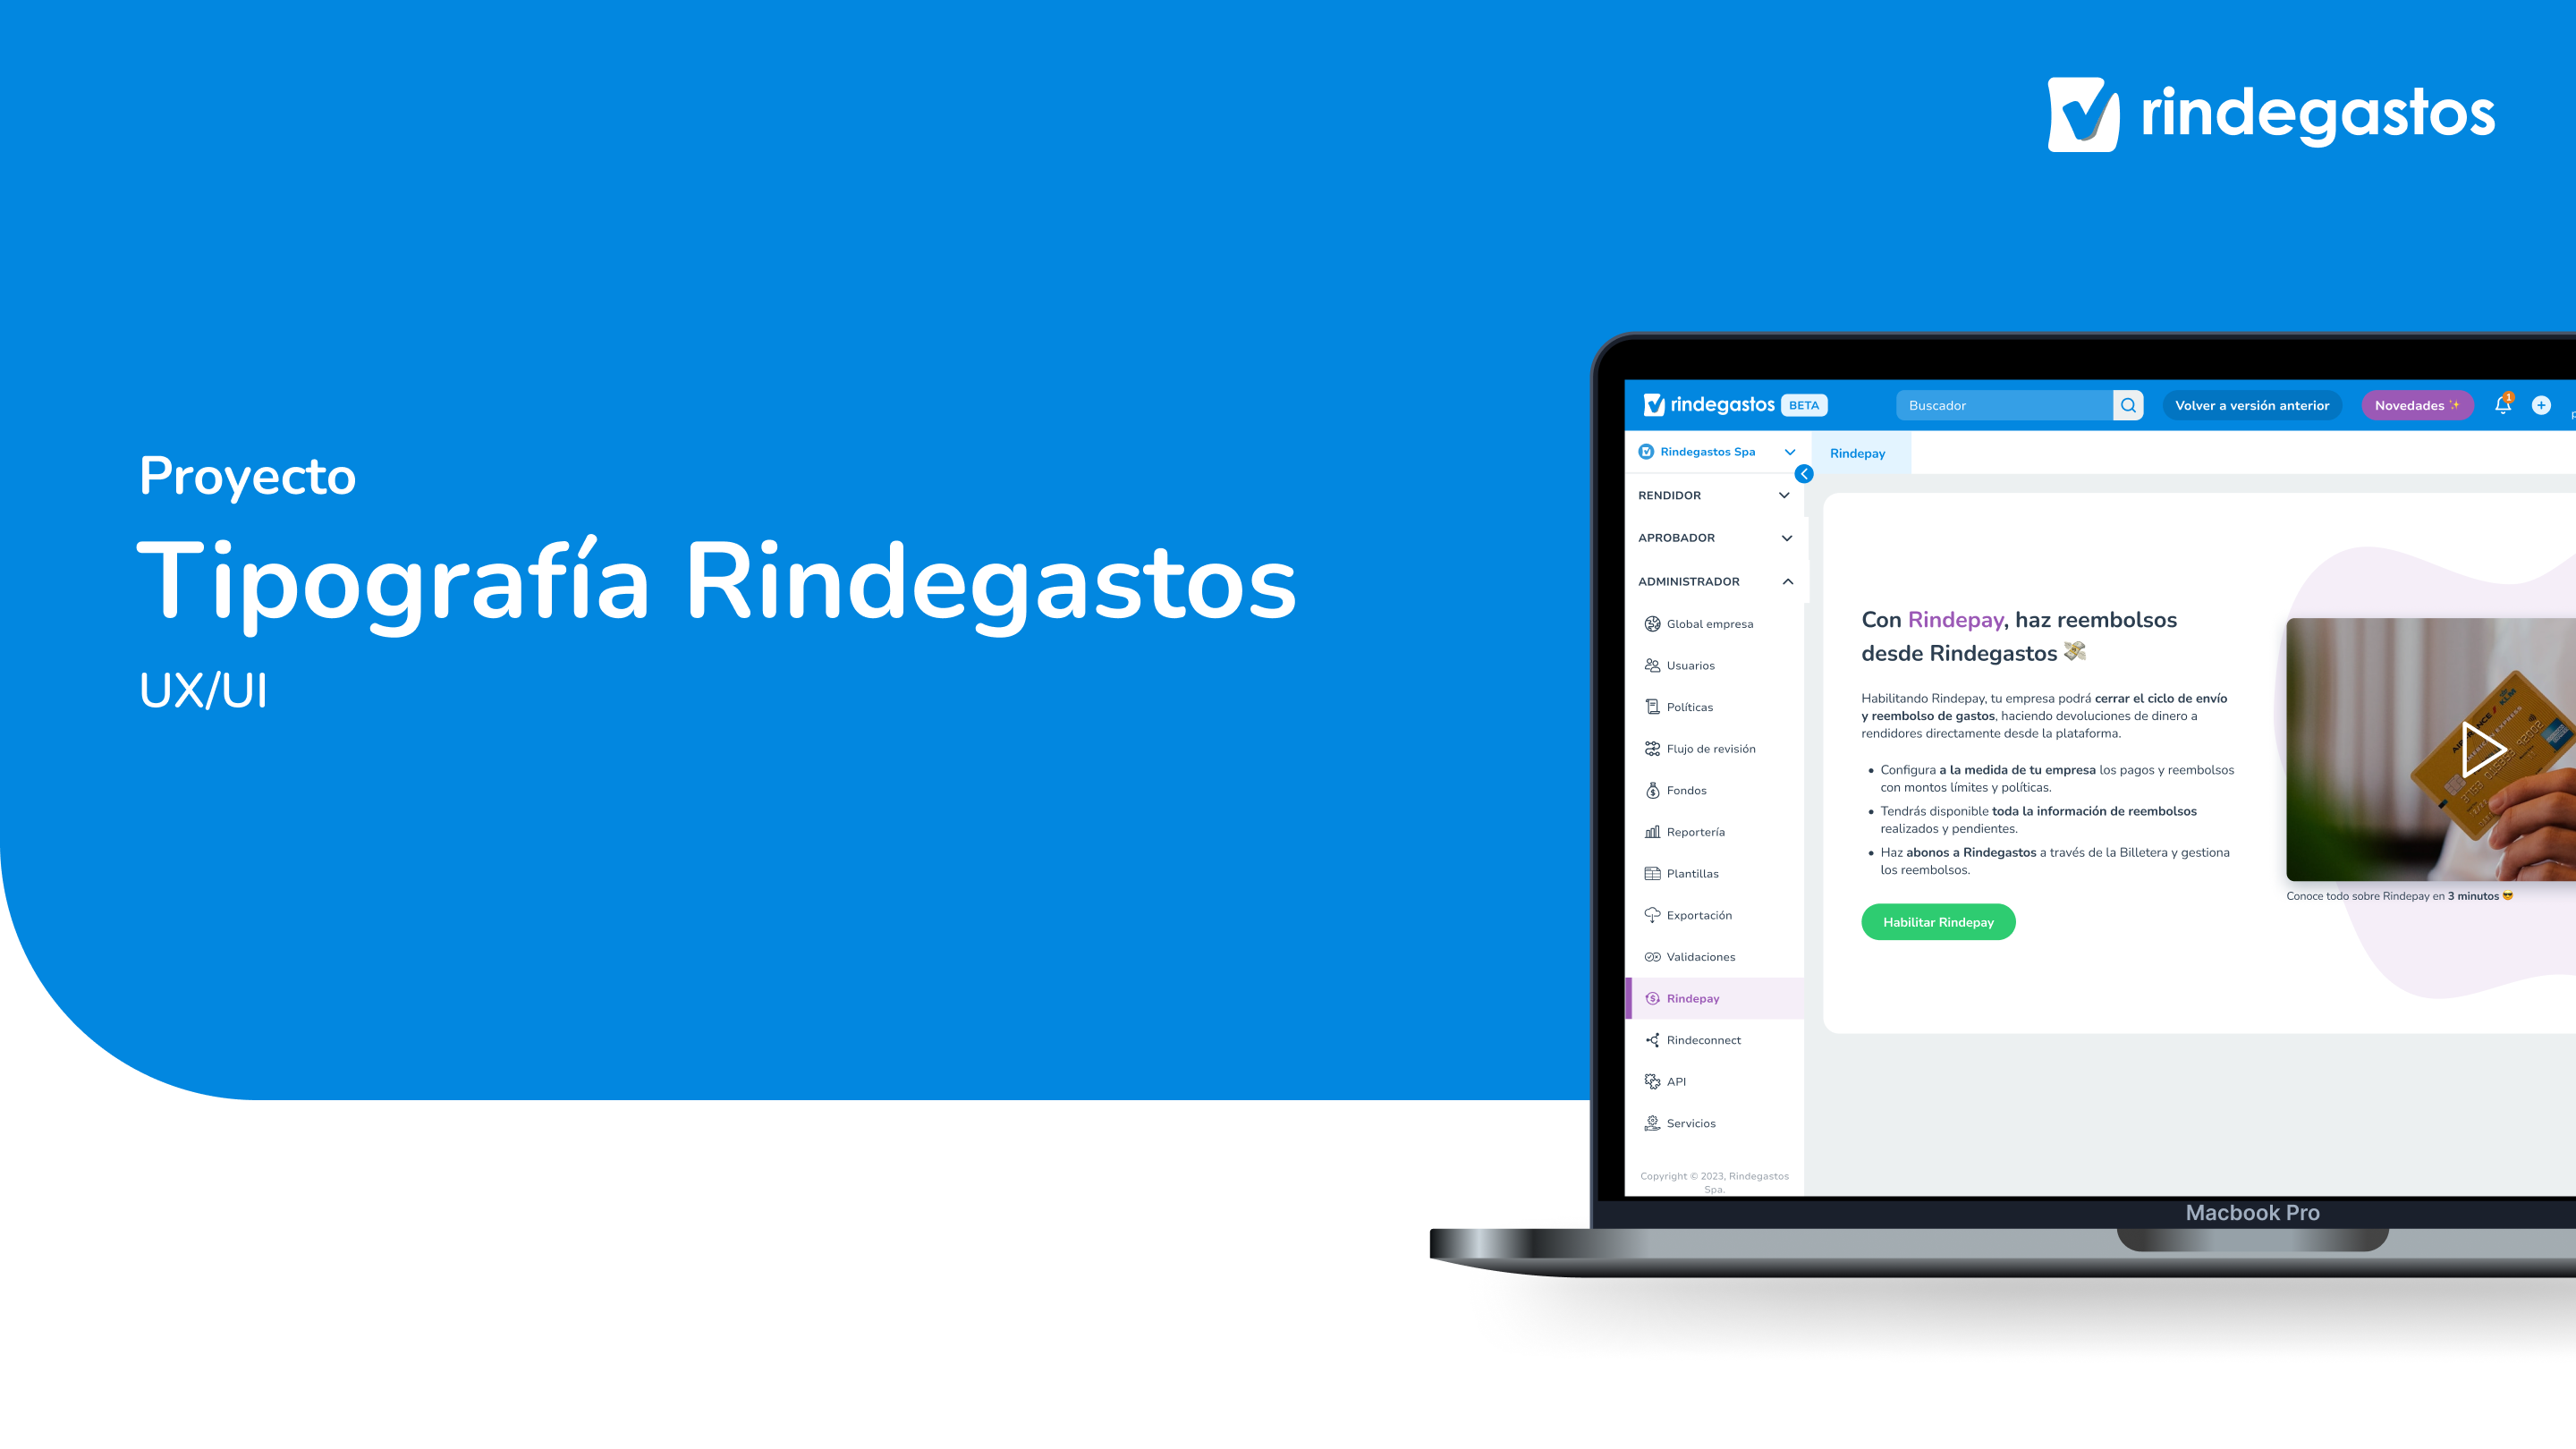 rindegastos
Proyecto
Tipografía Rindegastos
UX/UI
rindegastos BETA
Buscador
Volver a versión anterior
Novedades
1
Rindegastos Spa
Rindepay
RENDIDOR
APROBADOR
ADMINISTRADOR
Global empresa
Usuarios
Políticas
Flujo de revisión
Fondos
Reportería
Plantillas
Exportación
Validaciones
Rindepay
Rindeconnect
API
Servicios
Copyright © 2023, Rindegastos
Spa.
Con Rindepay, haz reembolsos
desde Rindegastos 💸
Habilitando Rindepay, tu empresa podrá cerrar el ciclo de envío
y reembolso de gastos, haciendo devoluciones de dinero a
rendidores directamente desde la plataforma.
• Configura a la medida de tu empresa los pagos y reembolsos
con montos límites y políticas.
• Tendrás disponible toda la información de reembolsos
realizados y pendientes.
• Haz abonos a Rindegastos a través de la Billetera y gestiona
los reembolsos.
Habilitar Rindepay
Conoce todo sobre Rindepay en 3 minutos 😎
Macbook Pro